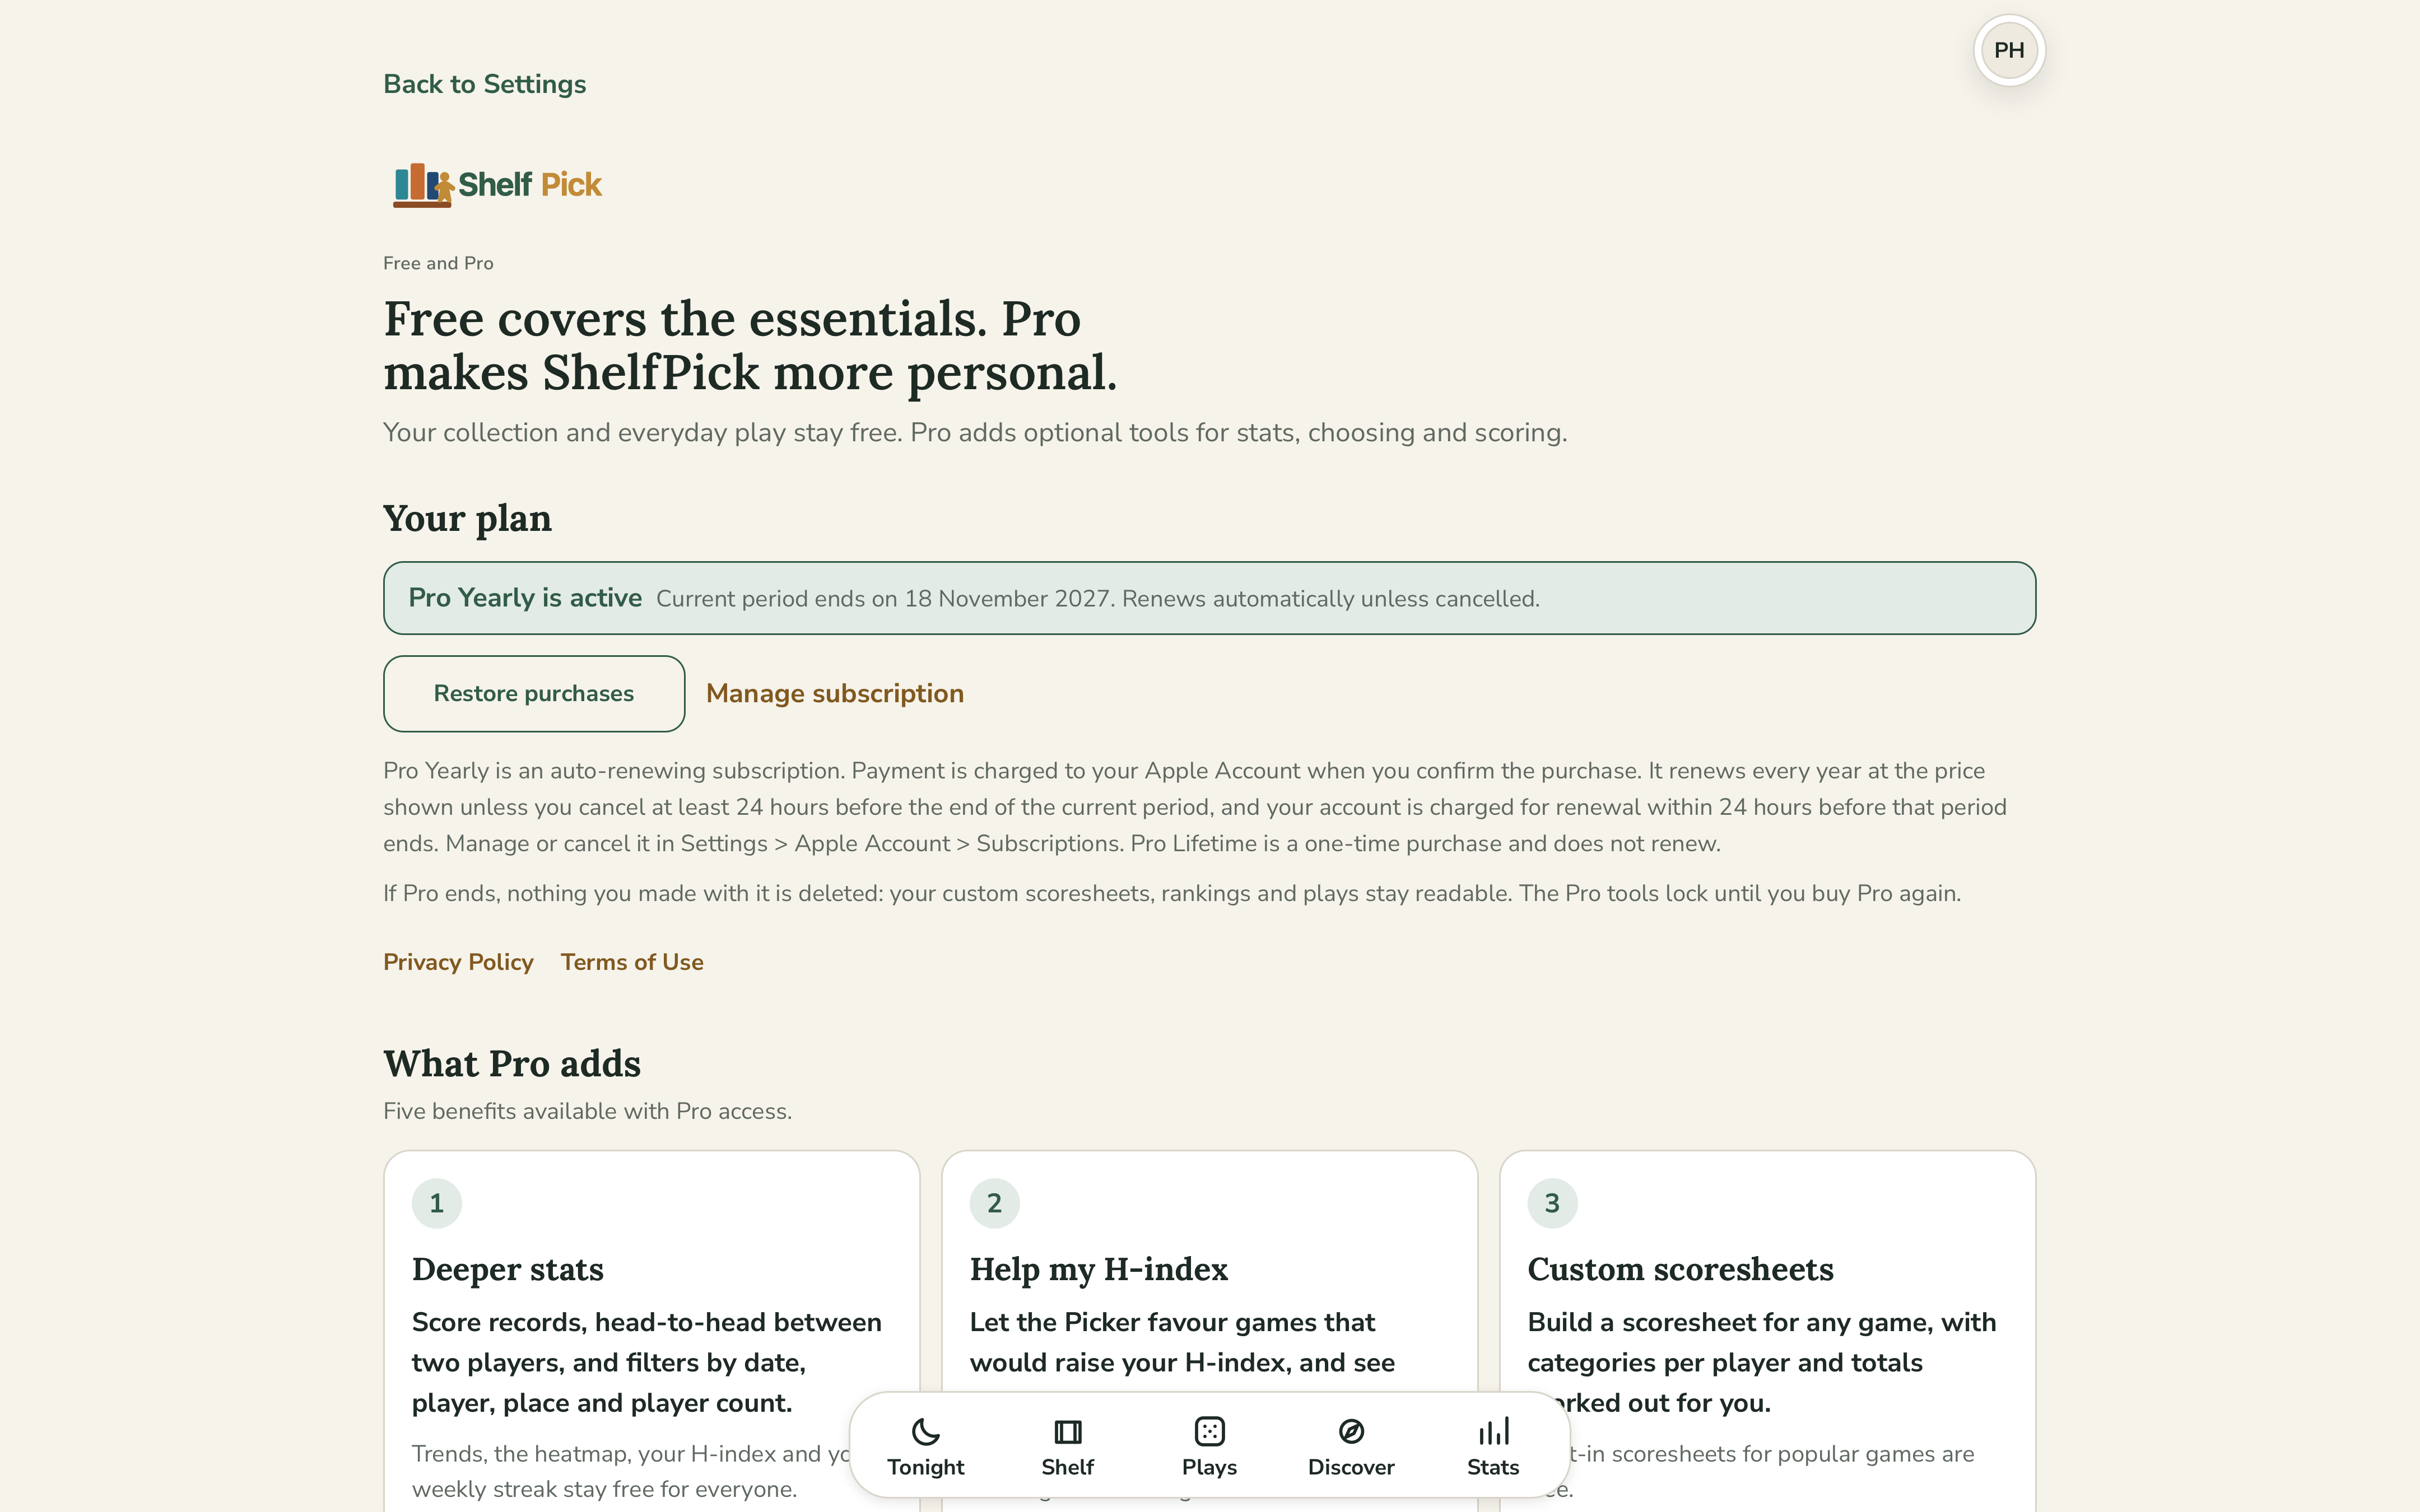 PH
Back to Settings
Shelf Pick
Free and Pro
Free covers the essentials. Pro
makes ShelfPick more personal.
Your collection and everyday play stay free. Pro adds optional tools for stats, choosing and scoring.
Your plan
Pro Yearly is active Current period ends on 18 November 2027. Renews automatically unless cancelled.
Restore purchases Manage subscription
Pro Yearly is an auto-renewing subscription. Payment is charged to your Apple Account when you confirm the purchase. It renews every year at the price
shown unless you cancel at least 24 hours before the end of the current period, and your account is charged for renewal within 24 hours before that period
ends. Manage or cancel it in Settings > Apple Account > Subscriptions. Pro Lifetime is a one-time purchase and does not renew.
If Pro ends, nothing you made with it is deleted: your custom scoresheets, rankings and plays stay readable. The Pro tools lock until you buy Pro again.
Privacy Policy Terms of Use
What Pro adds
Five benefits available with Pro access.
1
Deeper stats
Score records, head-to-head between
two players, and filters by date,
player, place and player count.
Trends, the heatmap, your H-index and
weekly streak stay free for everyone.
2
Help my H-index
Let the Picker favour games that
would raise your H-index, and see
3
Custom scoresheets
Build a scoresheet for any game, with
categories per player and totals
out for you.
scoresheets for popular games are
Tonight
Shelf
Plays
Discover
Stats